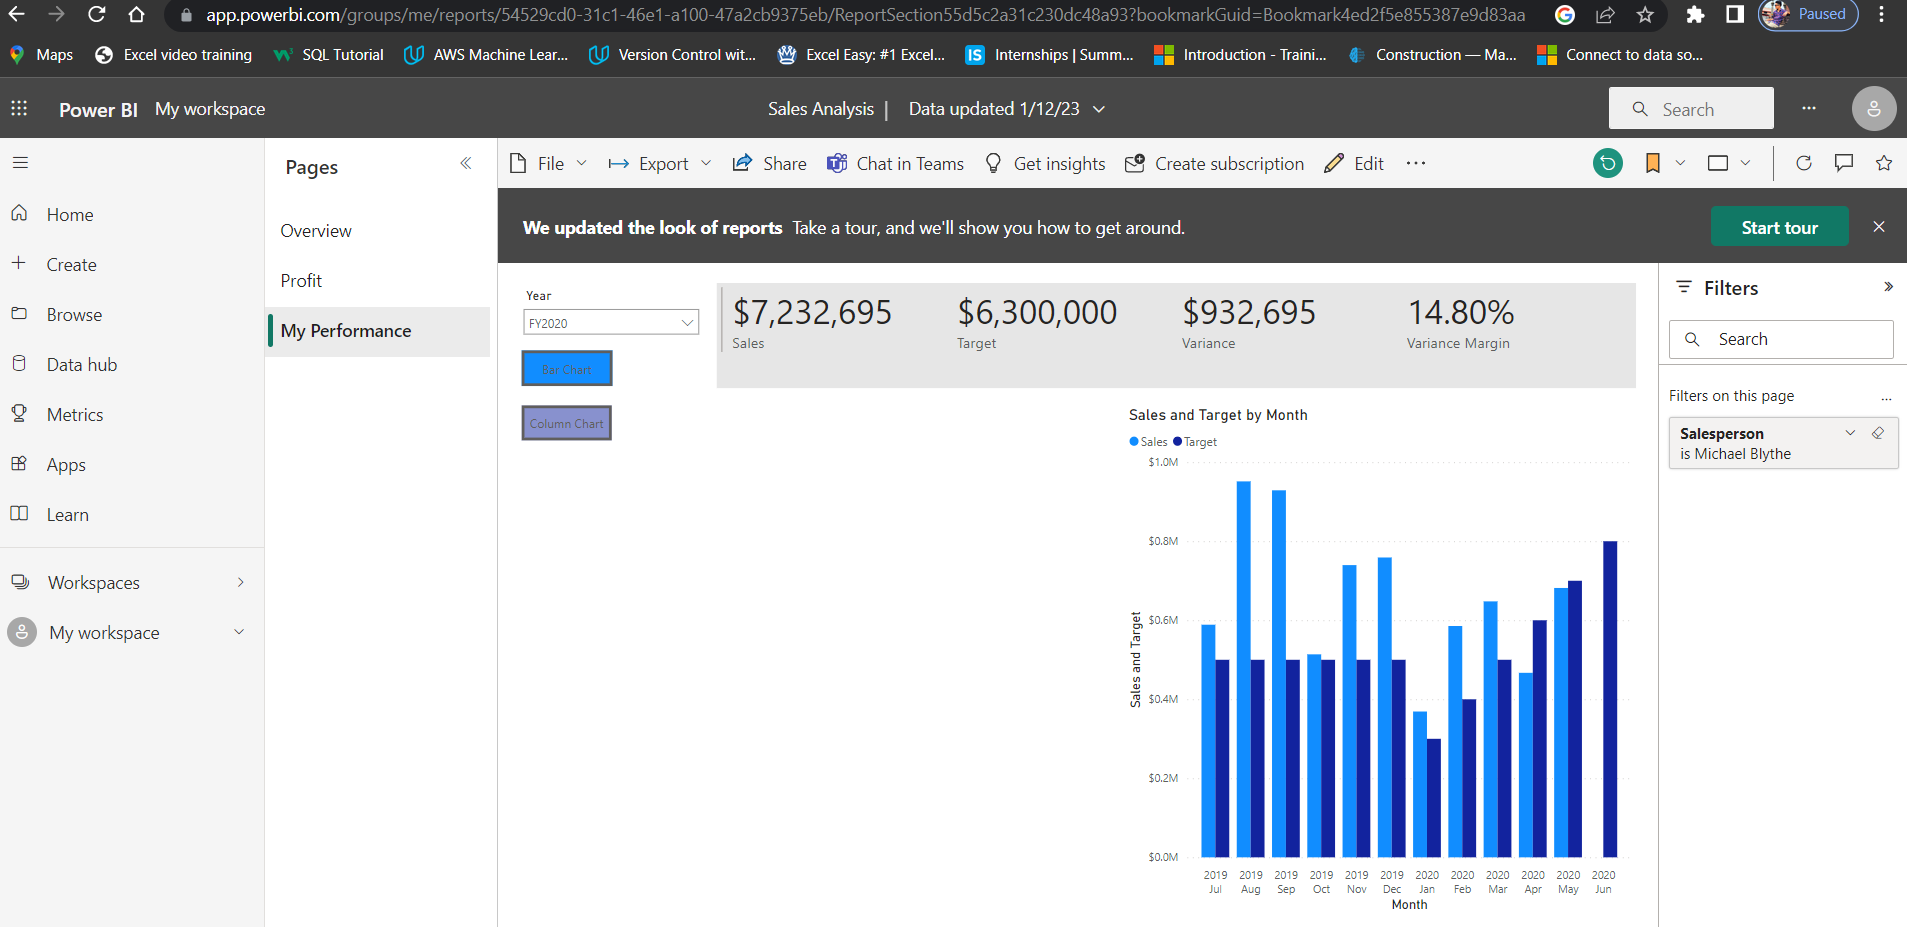 app.powerbi.com/groups/me/reports/54529cd0-31c1-46e1-a100-47a2cb9375eb/ReportSection55d5c2a31c230dc48a93?bookmarkGuid=Bookmark4ed2f5e855387e9d83aa
Paused
Maps
Excel video training
SQL Tutorial
AWS Machine Lear...
Version Control wit...
Excel Easy: #1 Excel...
IS Internships | Summ...
Introduction - Traini...
Construction — Ma...
Connect to data so...
Power BI My workspace
Sales Analysis | Data updated 1/12/23
Search
Home
Create
Browse
Data hub
Metrics
Apps
Learn
Workspaces
My workspace
Pages
Overview
Profit
My Performance
File
Export
Share
Chat in Teams
Get insights
Create subscription
Edit
We updated the look of reports Take a tour, and we'll show you how to get around.
Start tour
Year
FY2020
Bar Chart
Column Chart
$7,232,695
Sales
$6,300,000
Target
$932,695
Variance
14.80%
Variance Margin
Sales and Target by Month
Sales Target
Sales and Target
$1.0M
$0.8M
$0.6M
$0.4M
$0.2M
$0.0M
2019 Jul
2019 Aug
2019 Sep
2019 Oct
2019 Nov
2019 Dec
2020 Jan
2020 Feb
2020 Mar
2020 Apr
2020 May
2020 Jun
Month
Filters
Search
Filters on this page
Salesperson
is Michael Blythe